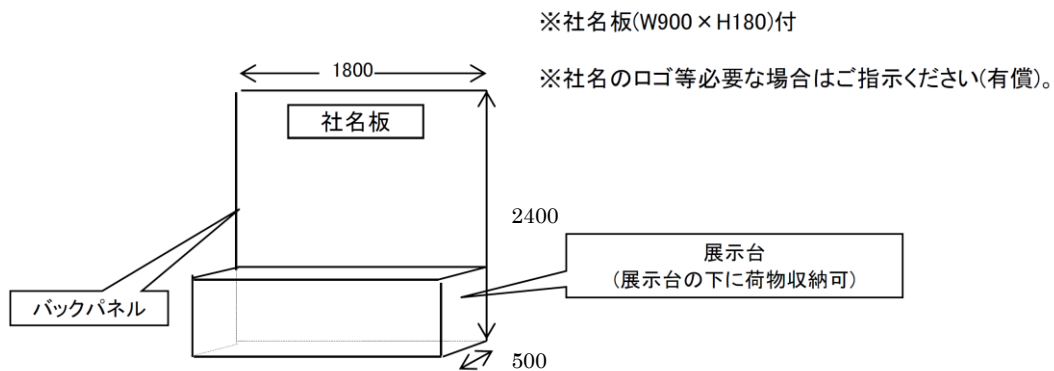 ※社名板(W900×H180)付
※社名のロゴ等必要な場合はご指示ください(有償)。
1800
社名板
2400
展示台
(展示台の下に荷物収納可)
バックパネル
500